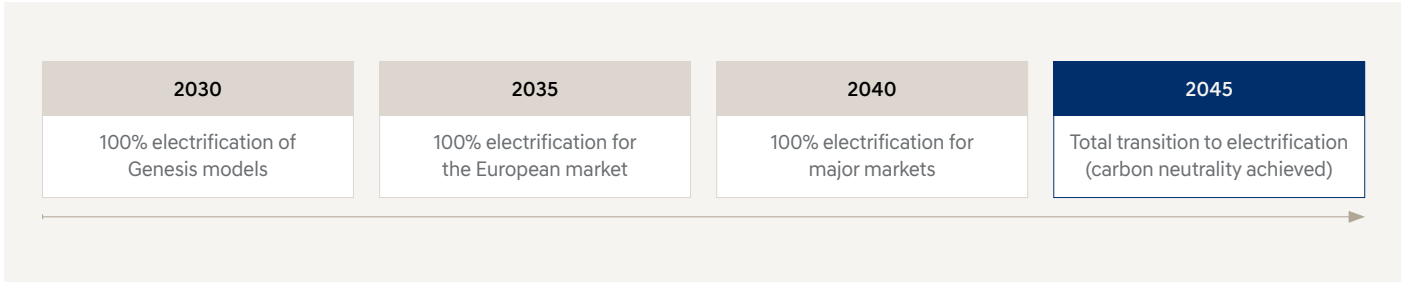 2030
100% electrification of
Genesis models
2035
100% electrification for
the European market
2040
100% electrification for
major markets
2045
Total transition to electrification
(carbon neutrality achieved)